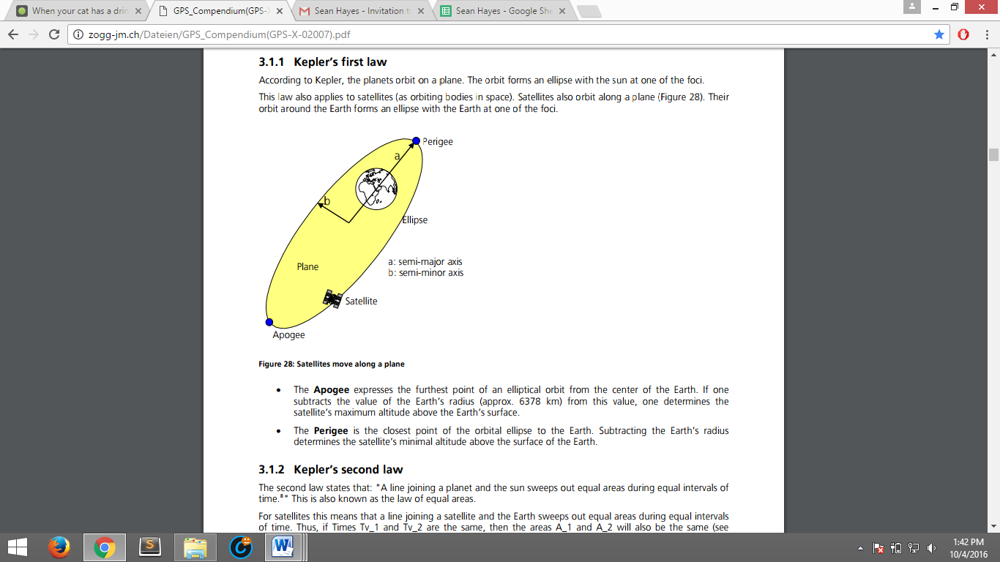 When your cat has a drin
GPS_Compendium(GPS-X
Sean Hayes - Invitation t
Sean Hayes - Google She
zogg-jm.ch/Dateien/GPS_Compendium(GPS-X-02007).pdf
3.1.1 Kepler's first law
According to Kepler, the planets orbit on a plane. The orbit forms an ellipse with the sun at one of the foci.
This law also applies to satellites (as orbiting bodies in space). Satellites also orbit along a plane (Figure 28). Their
orbit around the Earth forms an ellipse with the Earth at one of the foci.
Perigee
a
b
Ellipse
a: semi-major axis
Plane
b: semi-minor axis
Satellite
Apogee
Figure 28: Satellites move along a plane
• The Apogee expresses the furthest point of an elliptical orbit from the center of the Earth. If one
subtracts the value of the Earth's radius (approx. 6378 km) from this value, one determines the
satellite's maximum altitude above the Earth's surface.
• The Perigee is the closest point of the orbital ellipse to the Earth. Subtracting the Earth's radius
determines the satellite's minimal altitude above the surface of the Earth.
3.1.2 Kepler's second law
The second law states that: "A line joining a planet and the sun sweeps out equal areas during equal intervals of
time.⁸" This is also known as the law of equal areas.
For satellites this means that a line joining a satellite and the Earth sweeps out equal areas during equal intervals
of time. Thus, if Times Tv_1 and Tv_2 are the same, then the areas A_1 and A_2 will also be the same (see
1:42 PM
10/4/2016